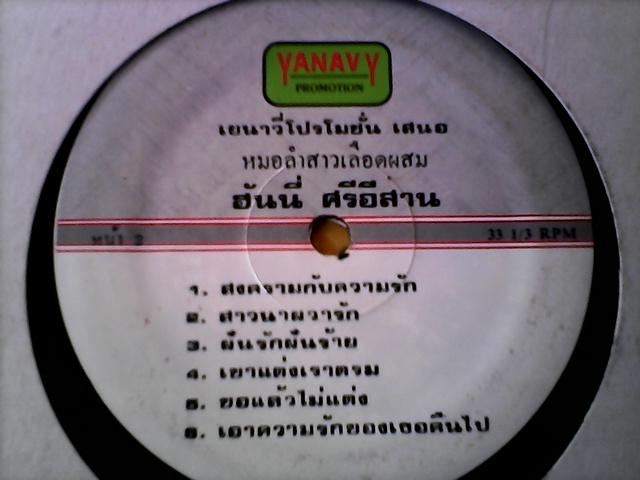 YANAVY
PROMOTION
เยนาวี่โปรโมชั่น เสนอ
หมอลำสาวเลือดผสม
ฮันนี่ ศรีอีสาน
หน้า 2
33 1/3 RPM
๑. สงครามกับความรัก
๒. สาวนาผวารัก
๓. ฝันรักฝันร้าย
๔. เขาแต่งเราตรม
๕. ขอแล้วไม่แต่ง
๖. เอาความรักของเธอคืนไป